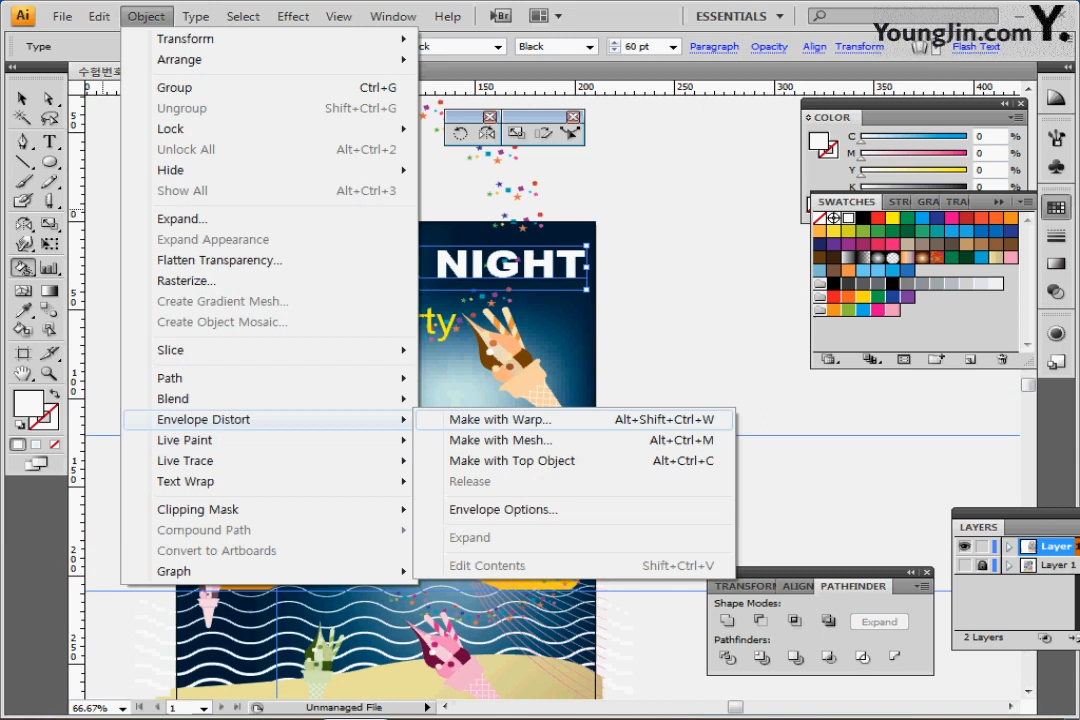 Ai File Edit Object Type Select Effect View Window Help Br ESSENTIALS
YoungJin.com Y.
Type Black 60 pt Paragraph Opacity Align Transform Flash Text
수험번호
0 150 200 250 300 350 400
Transform
Arrange
Group Ctrl+G
Ungroup Shift+Ctrl+G
Lock
Unlock All Alt+Ctrl+2
Hide
Show All Alt+Ctrl+3
Expand...
Expand Appearance
Flatten Transparency...
Rasterize...
Create Gradient Mesh...
Create Object Mosaic...
Slice
Path
Blend
Envelope Distort
Live Paint
Live Trace
Text Wrap
Clipping Mask
Compound Path
Convert to Artboards
Graph
Make with Warp... Alt+Shift+Ctrl+W
Make with Mesh... Alt+Ctrl+M
Make with Top Object Alt+Ctrl+C
Release
Envelope Options...
Expand
Edit Contents Shift+Ctrl+V
NIGHT
rty
COLOR
C 0 %
M 0 %
Y 0 %
K 0 %
SWATCHES STR GRA TRA
LAYERS
Layer
Layer 1
2 Layers
TRANSFOR ALIGN PATHFINDER
Shape Modes:
Expand
Pathfinders:
66.67% 1 Unmanaged File